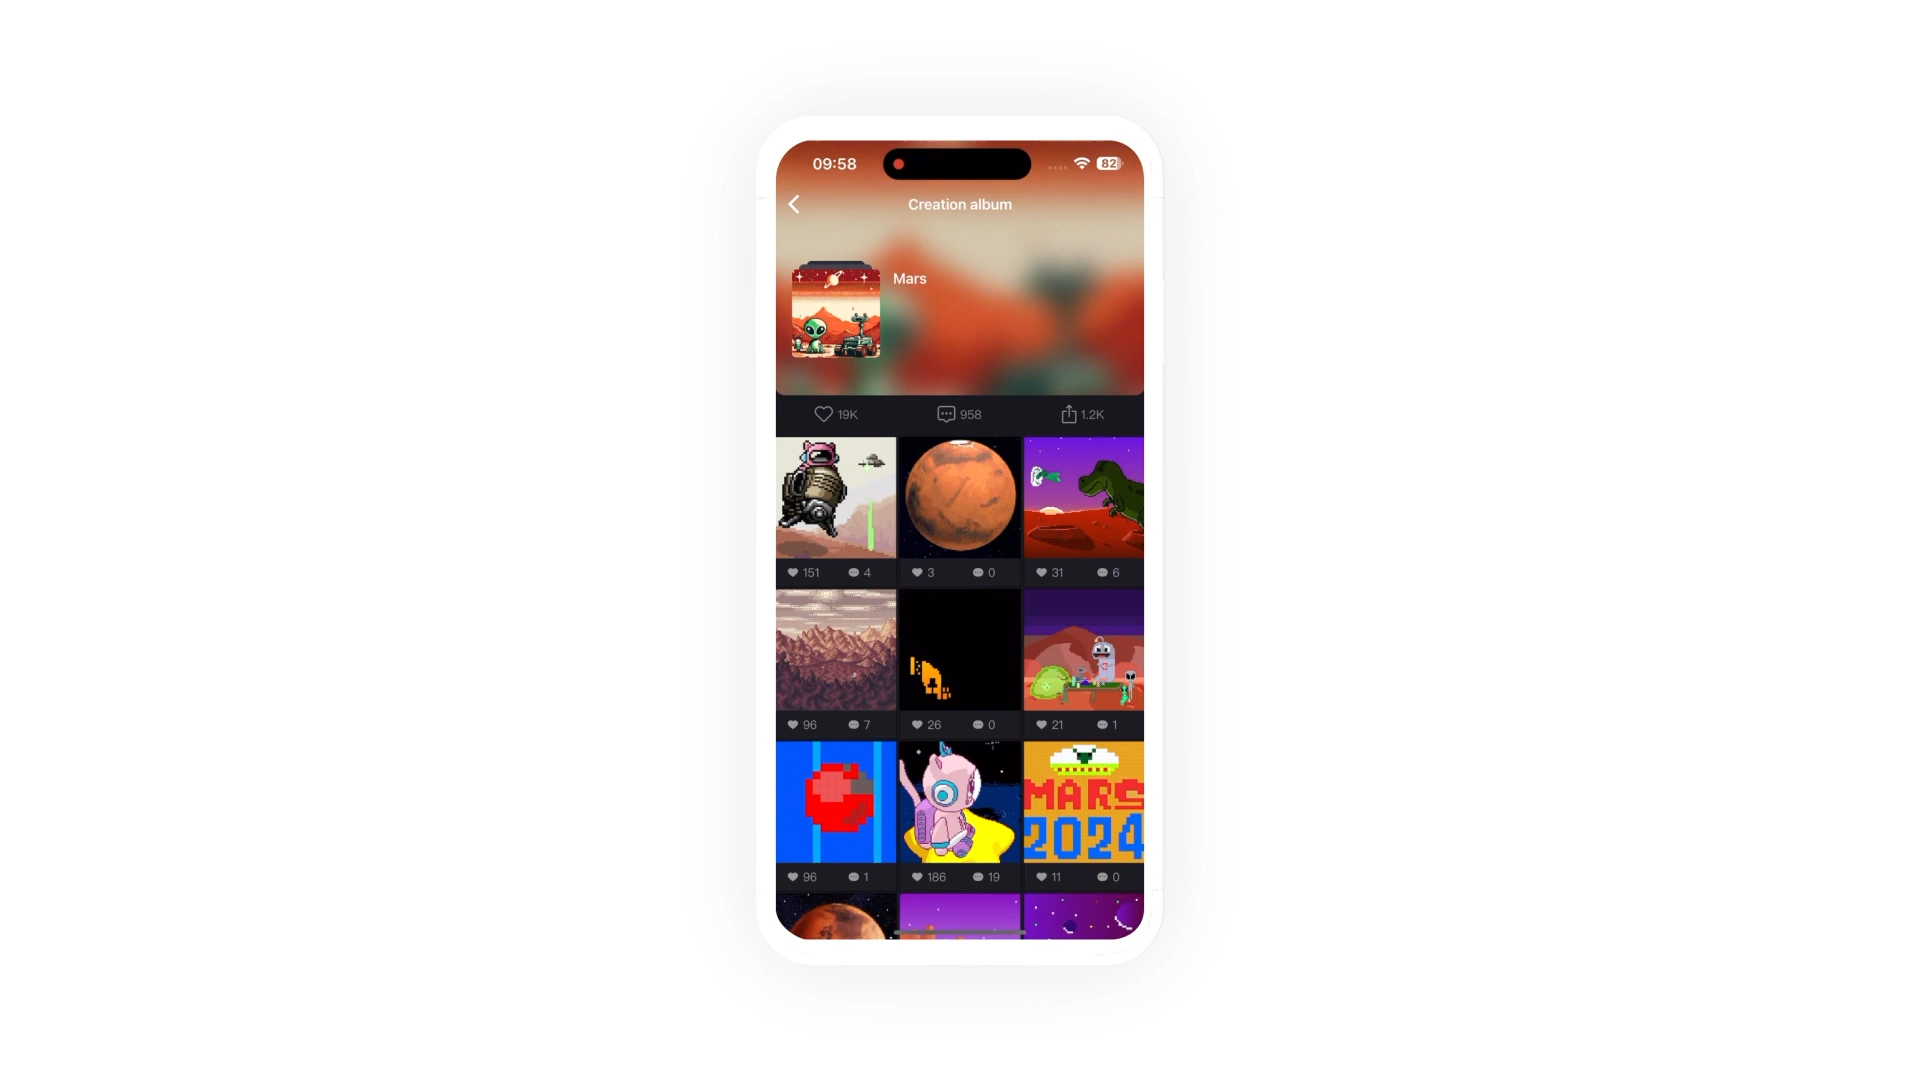 09:58
82
Creation album
Mars
19K 958 1.2K
151 4 3 0 31 6
96 7 26 0 21 1
MARS
2024
96 1 186 19 11 0